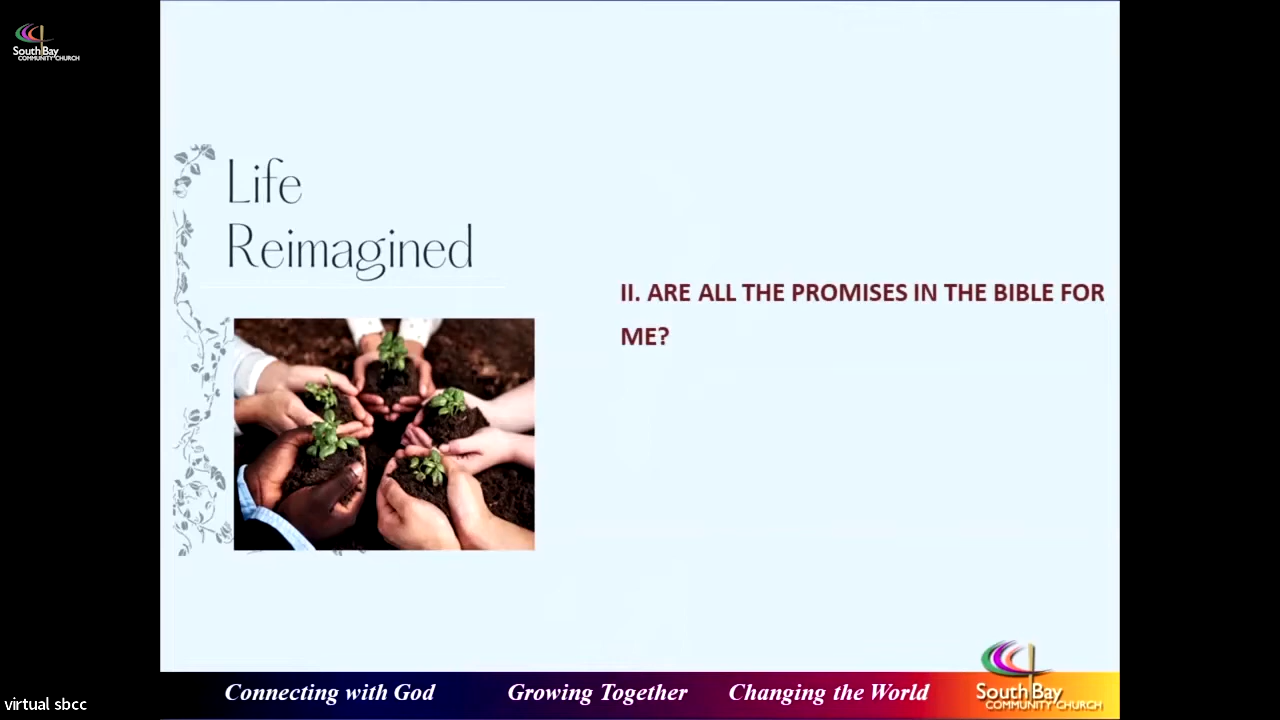 South Bay
COMMUNITY CHURCH
Life
Reimagined
II. ARE ALL THE PROMISES IN THE BIBLE FOR
ME?
Connecting with God Growing Together Changing the World
South Bay
COMMUNITY CHURCH
virtual sbcc